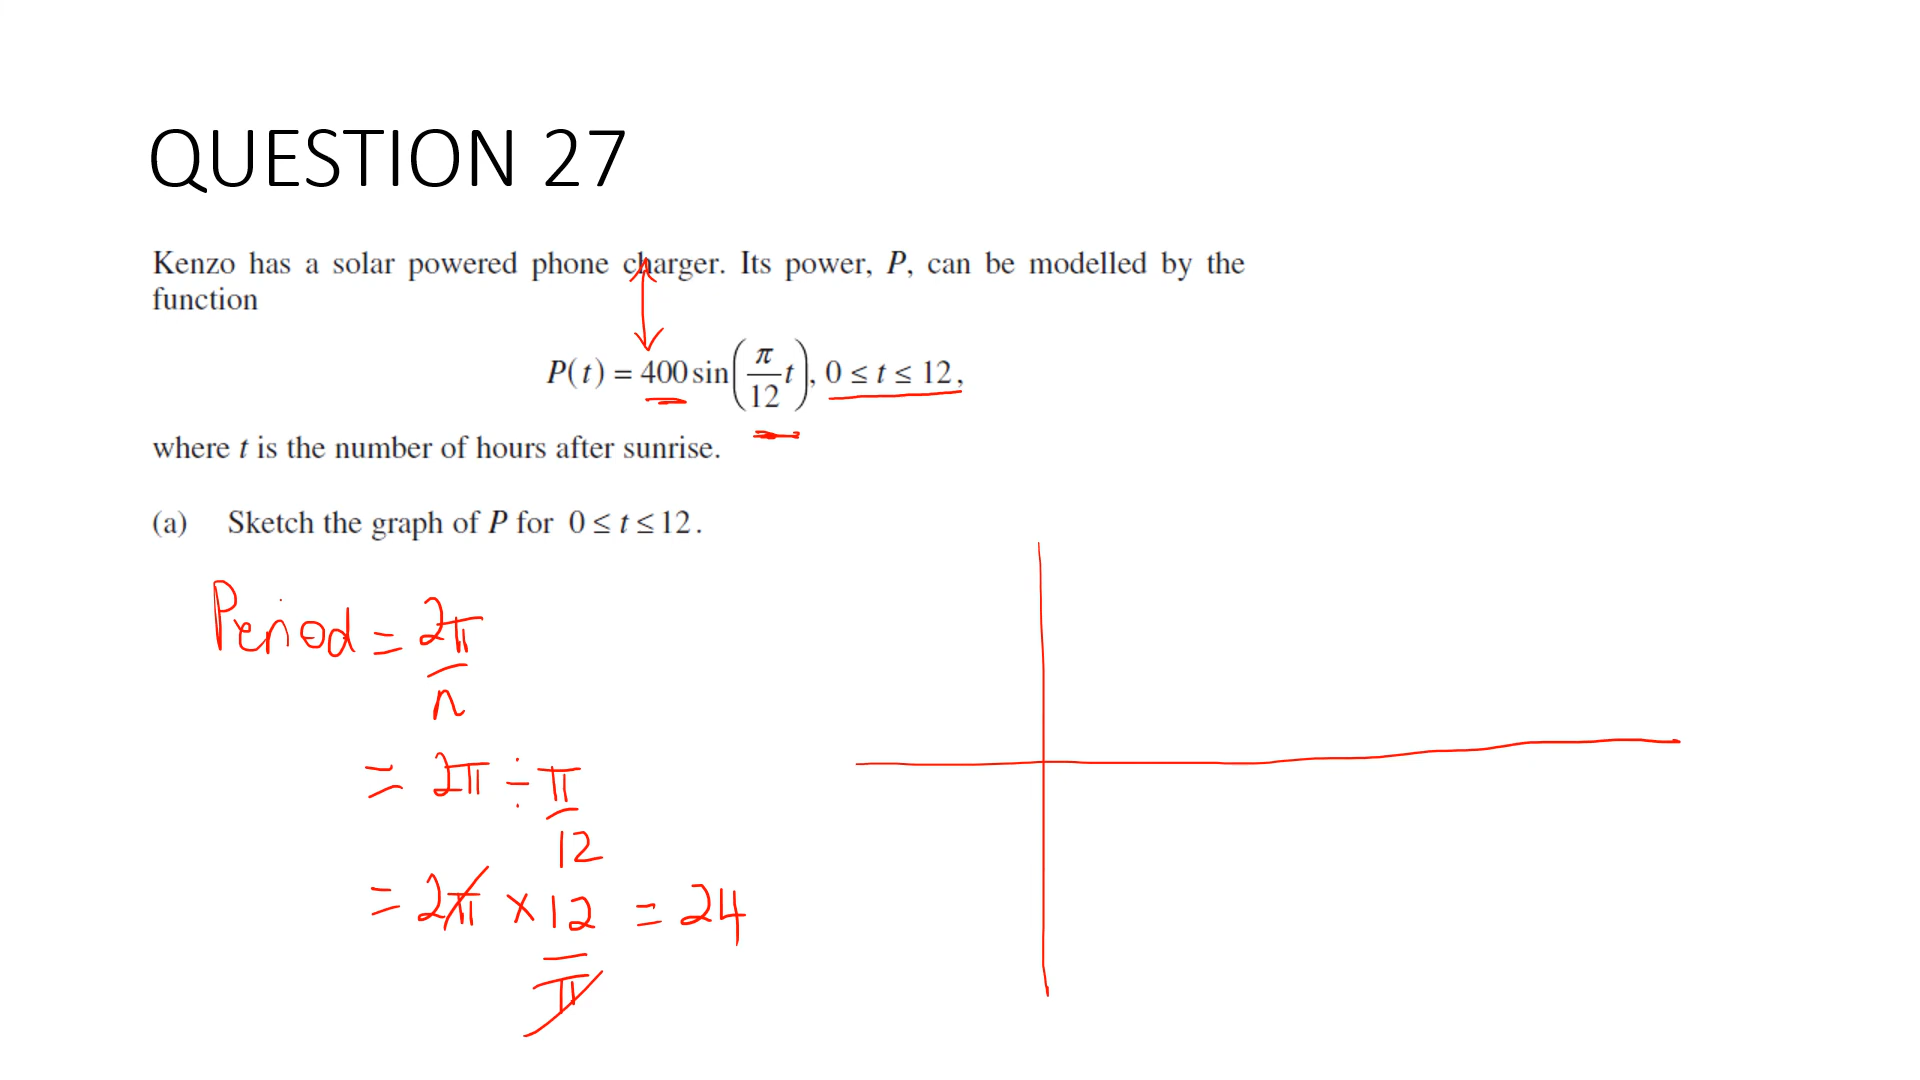 QUESTION 27
Kenzo has a solar powered phone charger. Its power, P, can be modelled by the
function
P(t) = 400 sin(π/12 t), 0 ≤ t ≤ 12,
where t is the number of hours after sunrise.
(a) Sketch the graph of P for 0 ≤ t ≤ 12.
Period = 2π/n
= 2π ÷ π/12
= 2π × 12/π = 24